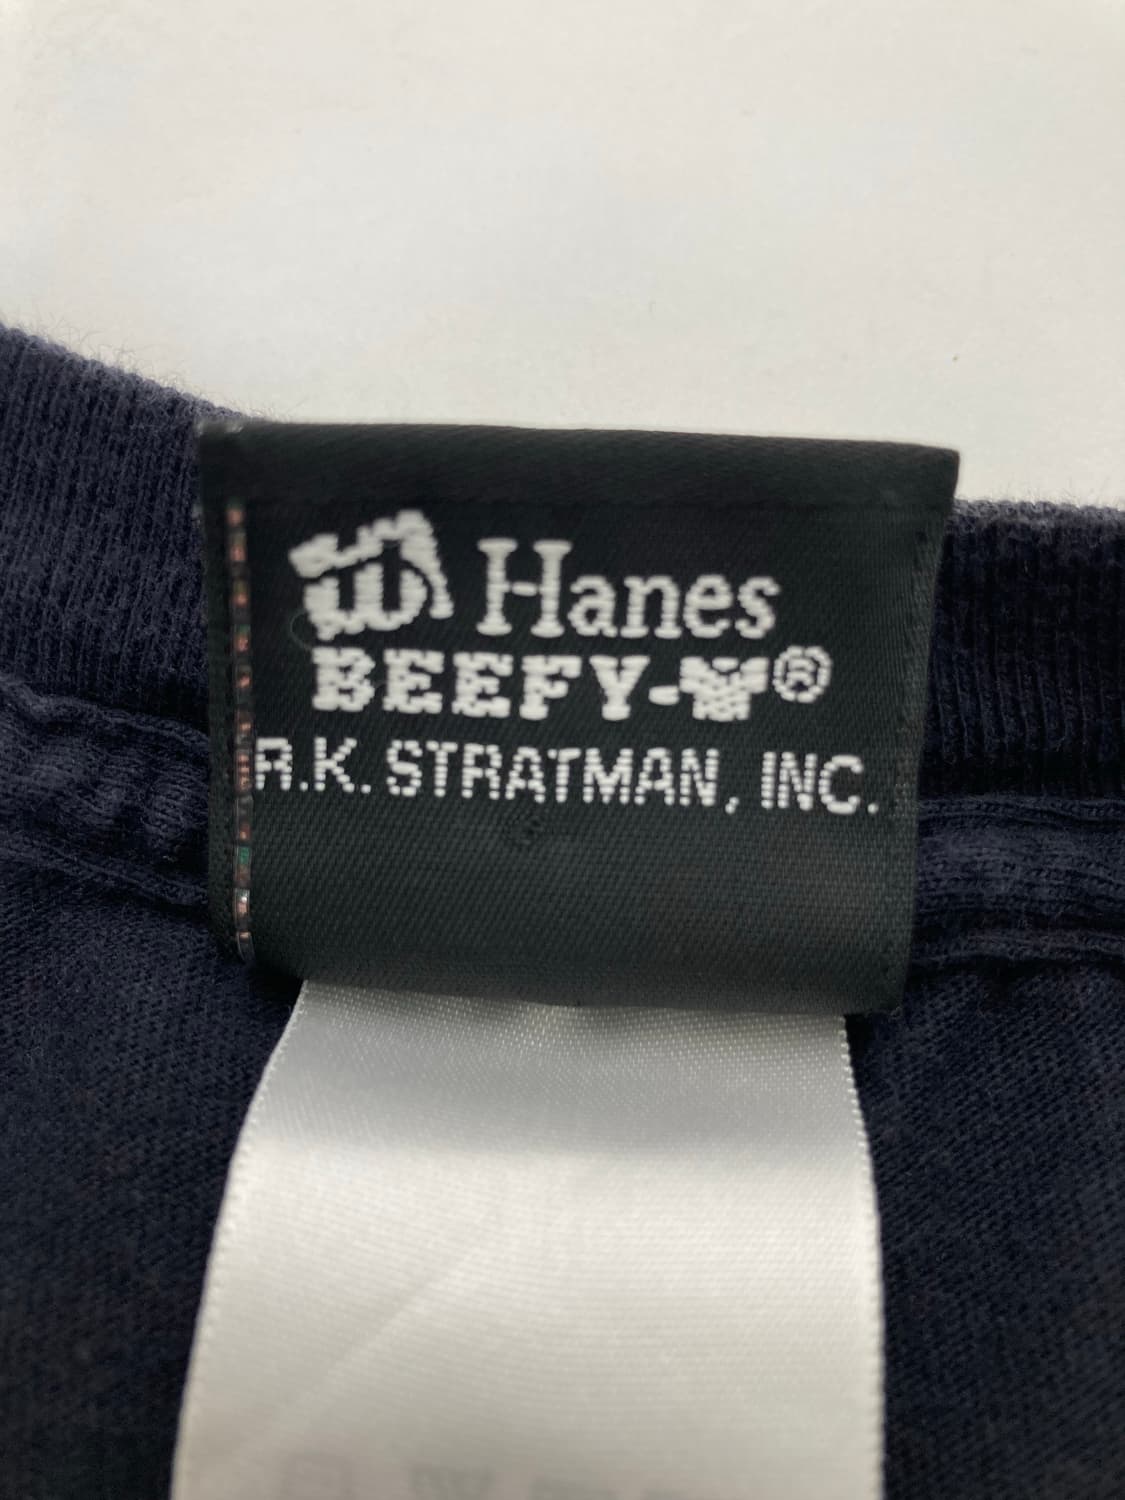 Hanes
BEEFY-T®
R.K. STRATMAN, INC.